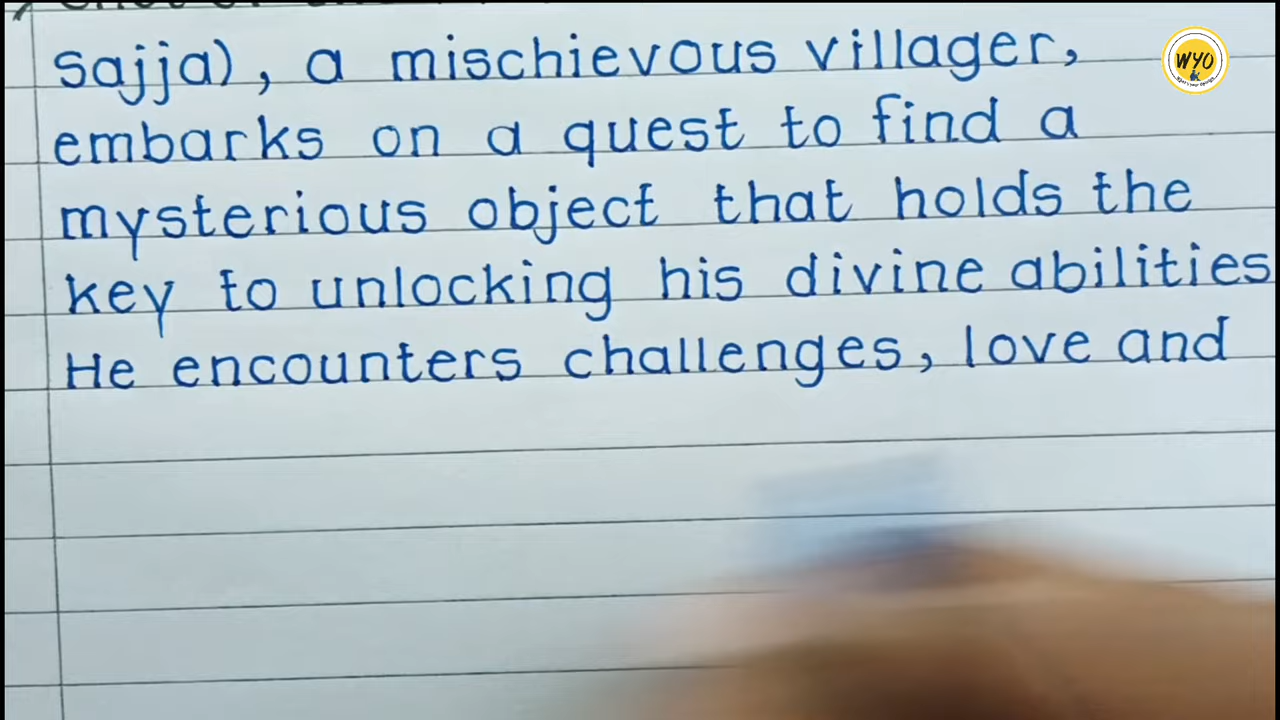 sajja), a mischievous villager,
embarks on a quest to find a
mysterious object that holds the
key to unlocking his divine abilities
He encounters challenges, love and
WYO